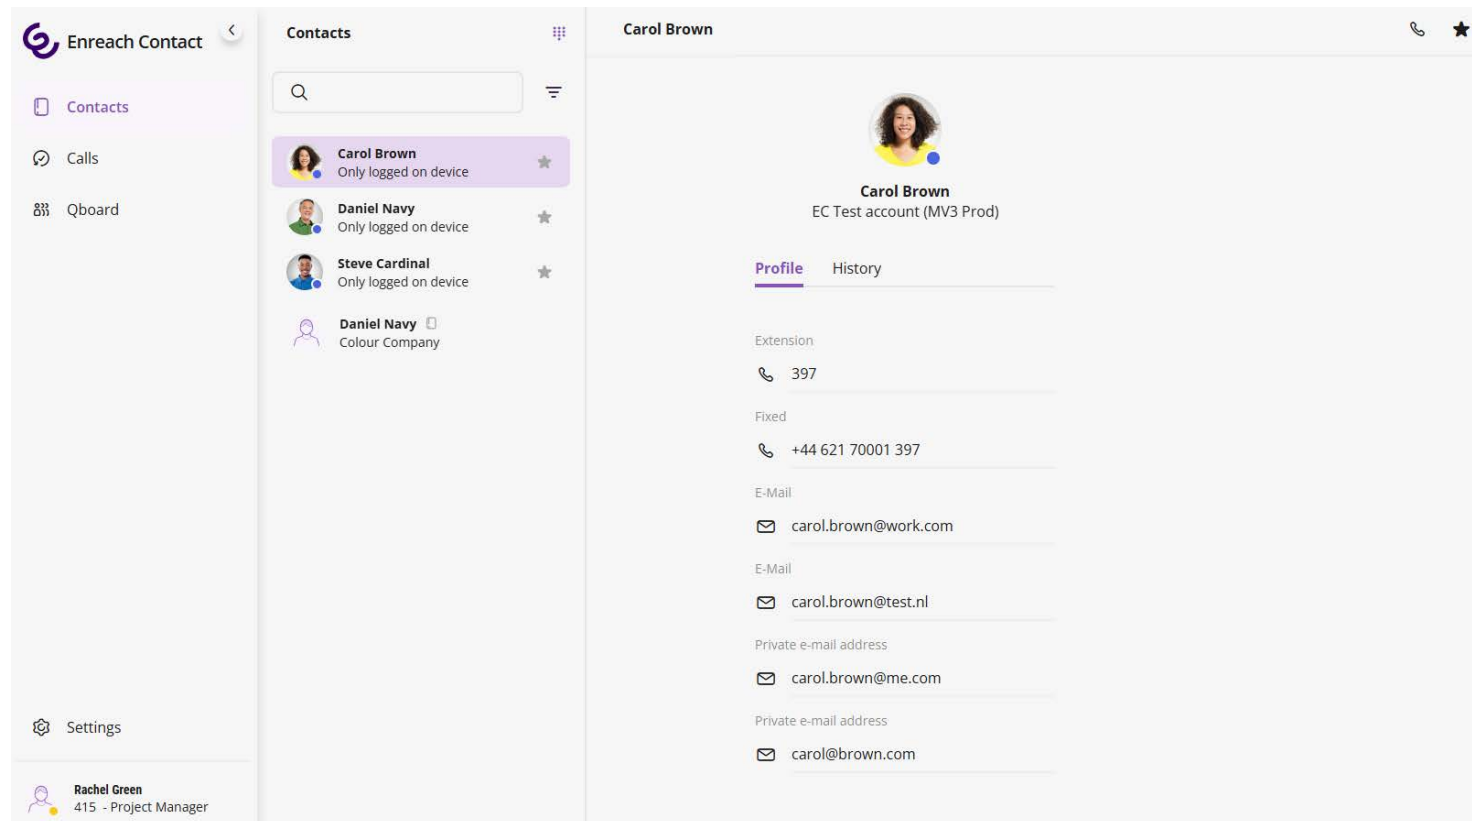 Enreach Contact
Contacts
Calls
Qboard
Settings
Rachel Green
415 - Project Manager
Contacts
Carol Brown
Only logged on device
Daniel Navy
Only logged on device
Steve Cardinal
Only logged on device
Daniel Navy
Colour Company
Carol Brown
Carol Brown
EC Test account (MV3 Prod)
Profile History
Extension
397
Fixed
+44 621 70001 397
E-Mail
carol.brown@work.com
E-Mail
carol.brown@test.nl
Private e-mail address
carol.brown@me.com
Private e-mail address
carol@brown.com